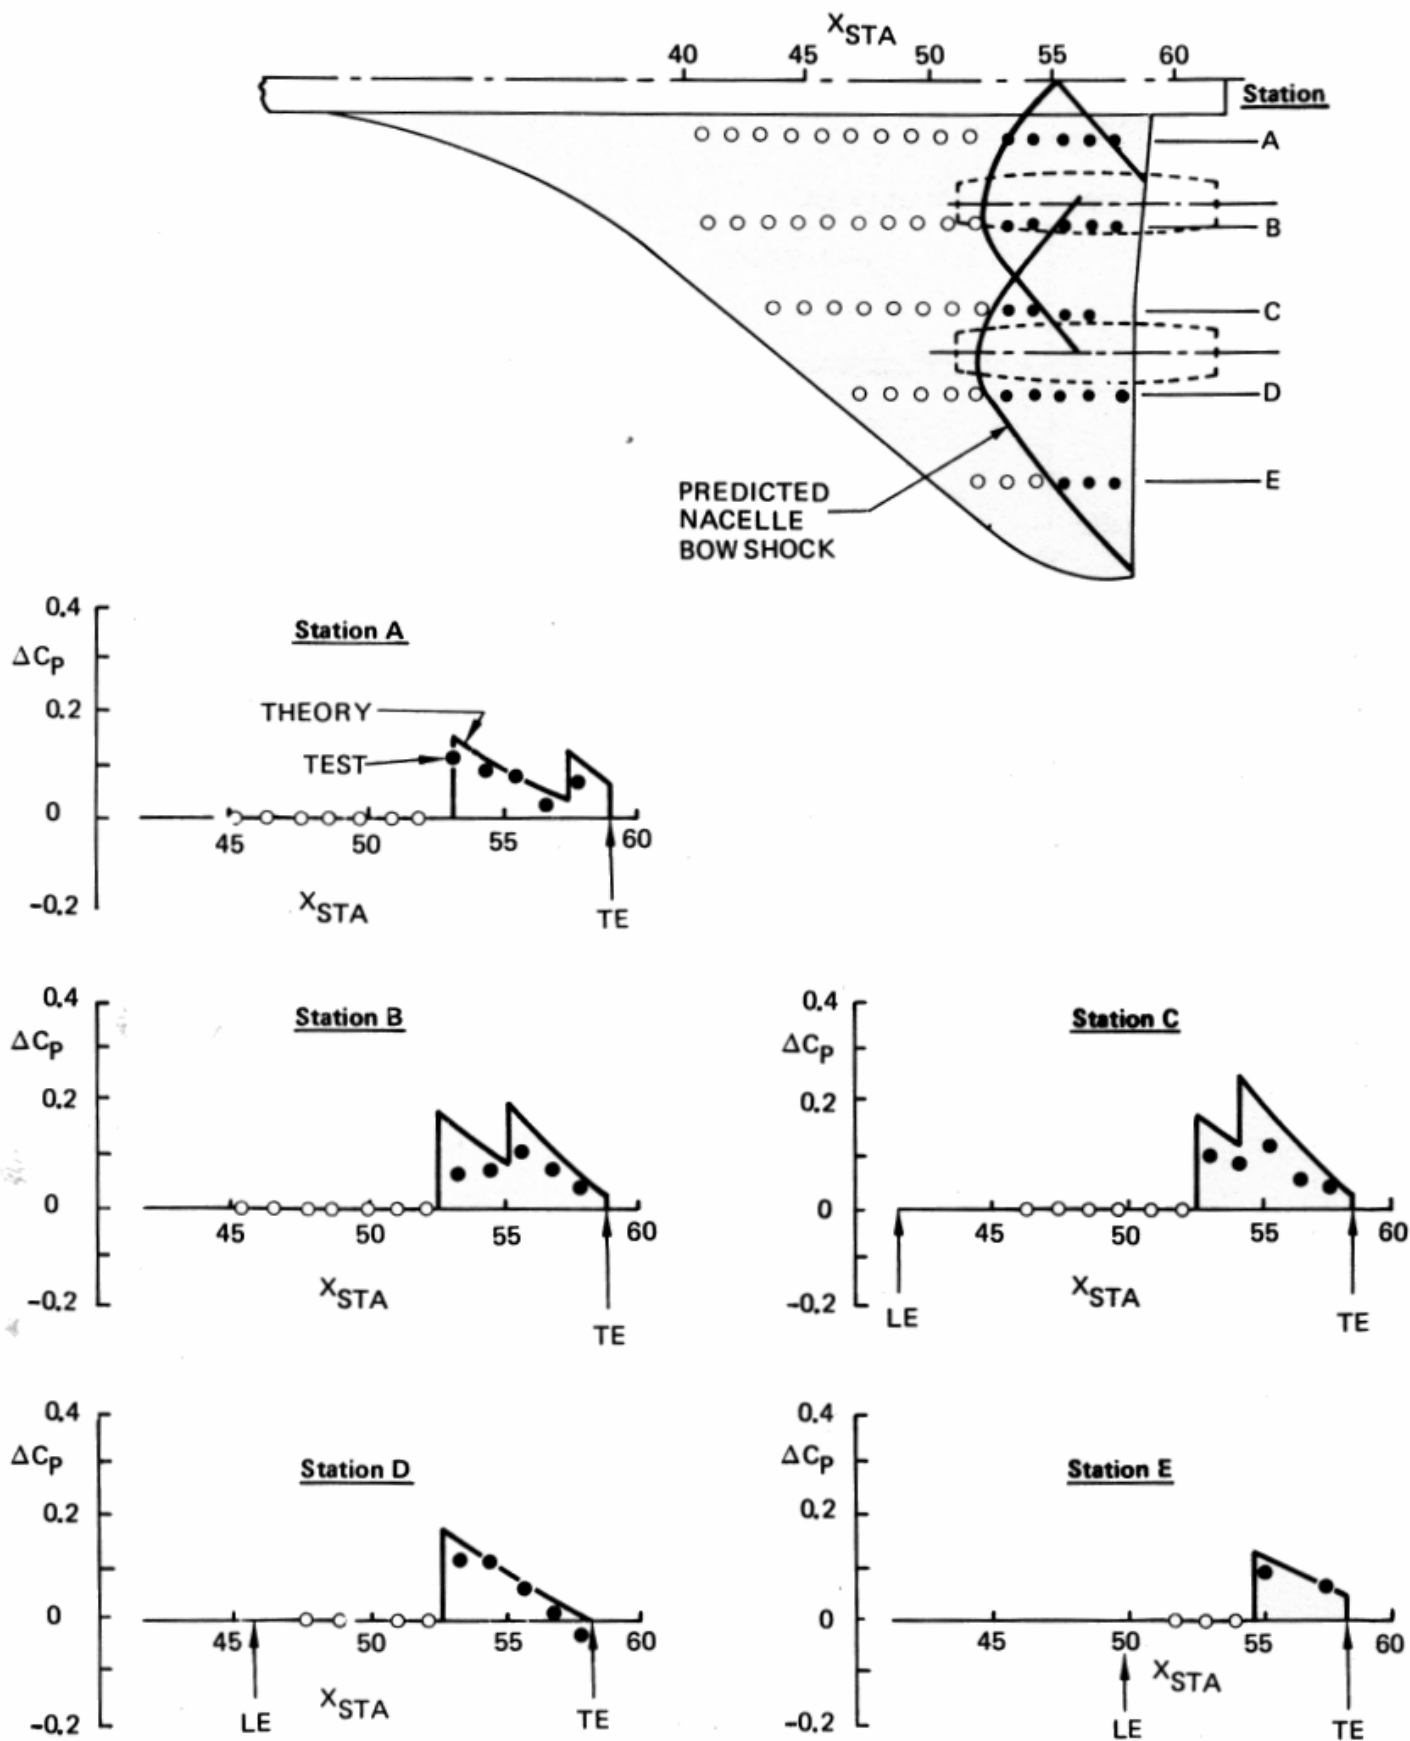 XSTA
40 45 50 55 60
Station
A
B
C
D
E
PREDICTED
NACELLE
BOW SHOCK
Station A
0.4
ΔCP
0.2
0
-0.2
THEORY
TEST
45 50 55 60
XSTA
TE
Station B
0.4
ΔCP
0.2
0
-0.2
45 50 55 60
XSTA
TE
Station C
0.4
ΔCP
0.2
0
-0.2
45 50 55 60
XSTA
LE
TE
Station D
0.4
ΔCP
0.2
0
-0.2
45 50 55 60
XSTA
LE
TE
Station E
0.4
ΔCP
0.2
0
-0.2
45 50 55 60
XSTA
LE
TE